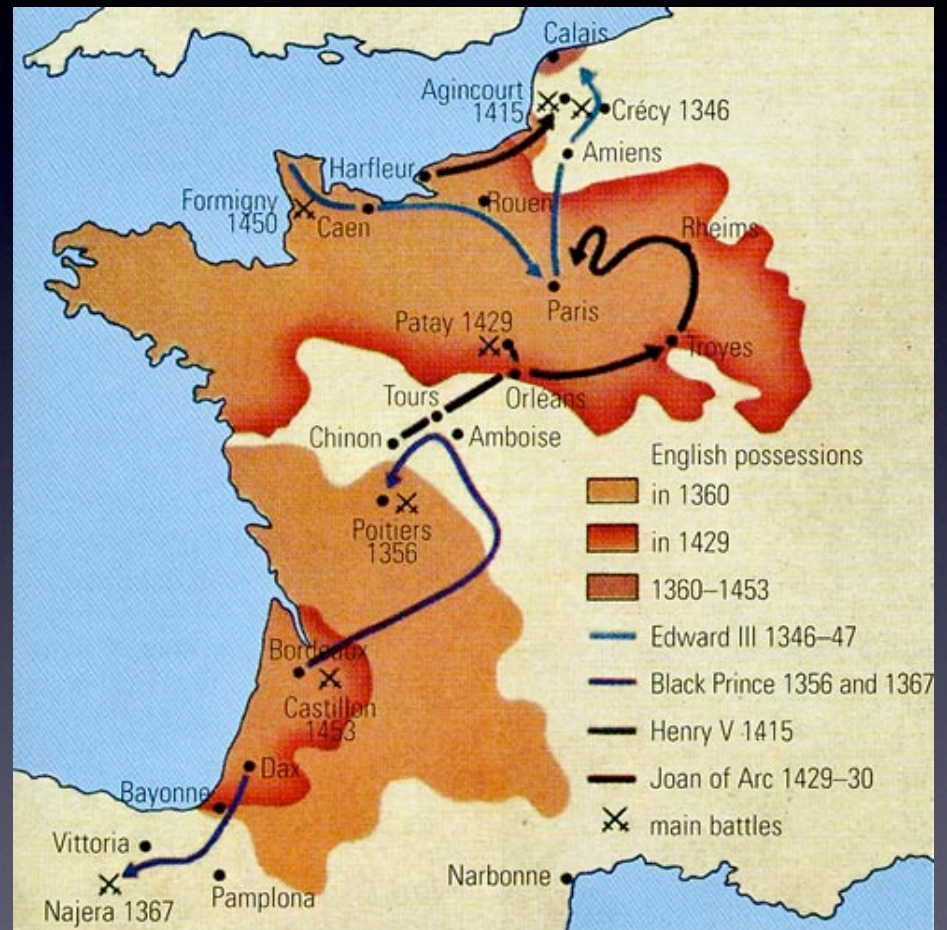 Calais
Agincourt
1415
Crécy 1346
Amiens
Harfleur
Formigny
1450
Rouen
Caen
Rheims
Paris
Patay 1429
Troyes
Tours
Orléans
Chinon
Amboise
English possessions
in 1360
in 1429
1360–1453
Poitiers
1356
Edward III 1346–47
Bordeaux
Black Prince 1356 and 1367
Castillon
1453
Henry V 1415
Dax
Joan of Arc 1429–30
Bayonne
main battles
Vittoria
Narbonne
Pamplona
Najera 1367